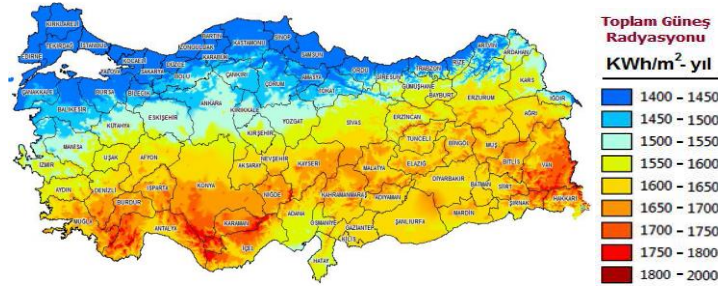 Toplam Güneş
Radyasyonu
KWh/m²- yıl
1400 - 1450
1450 - 1500
1500 - 1550
1550 - 1600
1600 - 1650
1650 - 1700
1700 - 1750
1750 - 1800
1800 - 2000
KIRKLARELİ
EDİRNE
TEKİRDAĞ
İSTANBUL
KOCAELİ
YALOVA
SAKARYA
DÜZCE
BOLU
ZONGULDAK
BARTIN
KARABÜK
KASTAMONU
SİNOP
SAMSUN
ORDU
GİRESUN
TRABZON
RİZE
ARTVİN
ARDAHAN
KARS
IĞDIR
ÇANAKKALE
BALIKESİR
BURSA
BİLECİK
ESKİŞEHİR
ANKARA
ÇANKIRI
ÇORUM
AMASYA
TOKAT
GÜMÜŞHANE
BAYBURT
ERZURUM
AĞRI
KÜTAHYA
KIRIKKALE
YOZGAT
SİVAS
ERZİNCAN
KIRŞEHİR
TUNCELİ
BİNGÖL
MUŞ
MANİSA
İZMİR
UŞAK
AFYON
AKSARAY
NEVŞEHİR
KAYSERİ
MALATYA
ELAZIĞ
BİTLİS
VAN
AYDIN
DENİZLİ
ISPARTA
KONYA
NİĞDE
KAHRAMANMARA
ADIYAMAN
DİYARBAKIR
BATMAN
SİİRT
ŞIRNAK
HAKKARİ
MUĞLA
BURDUR
ANTALYA
KARAMAN
İÇEL
ADANA
OSMANİYE
GAZİANTEP
ŞANLIURFA
MARDİN
KİLİS
HATAY